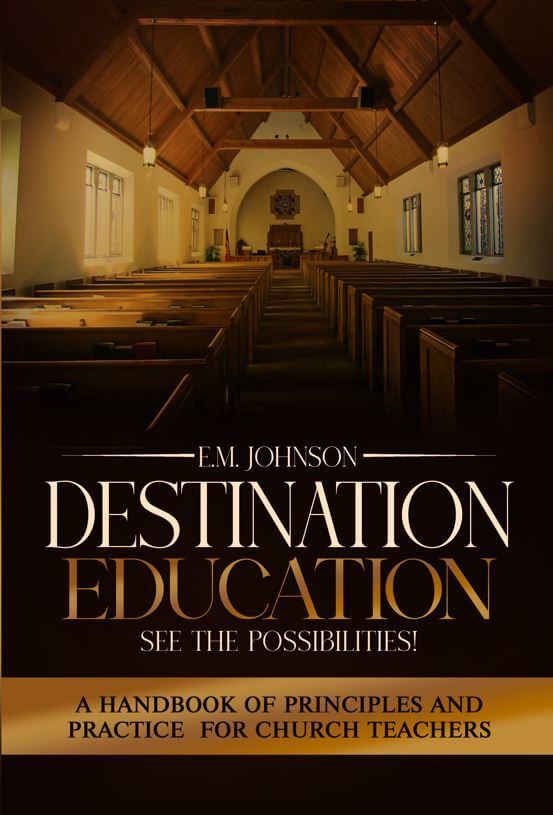 E.M. JOHNSON
DESTINATION
EDUCATION
SEE THE POSSIBILITIES!
A HANDBOOK OF PRINCIPLES AND
PRACTICE  FOR CHURCH TEACHERS